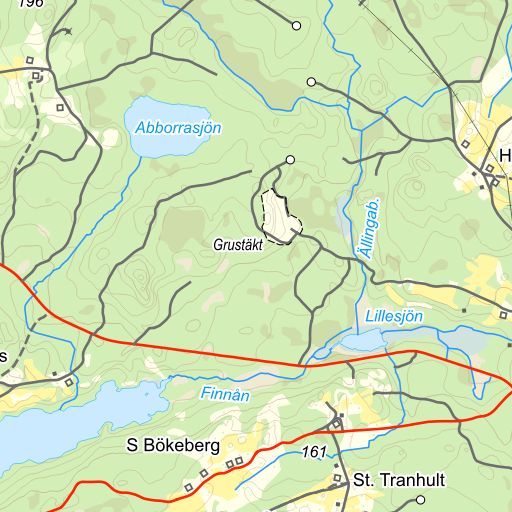 196
Abborrasjön
H
Ällingab.
Grustäkt
Lillesjön
s
Finnån
S Bökeberg
161
St. Tranhult